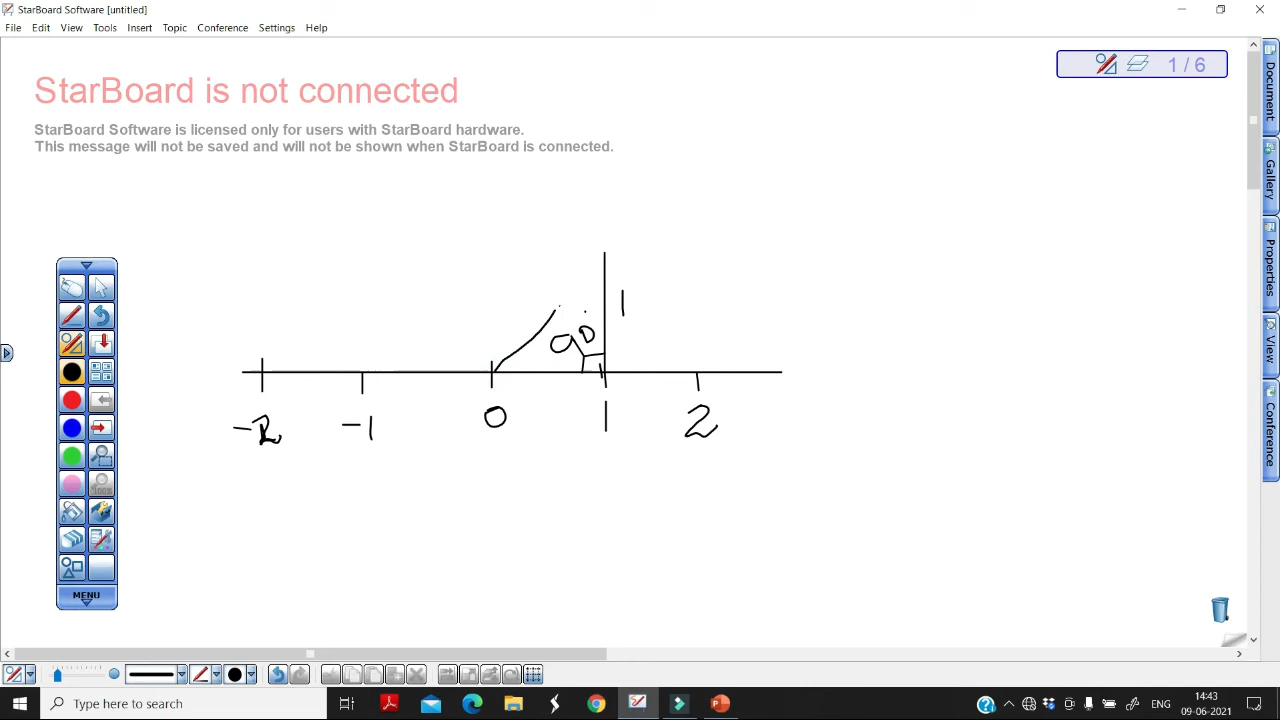 StarBoard Software [untitled]
File Edit View Tools Insert Topic Conference Settings Help
StarBoard is not connected
1 / 6
StarBoard Software is licensed only for users with StarBoard hardware.
This message will not be saved and will not be shown when StarBoard is connected.
Document
Gallery
Properties
View
Conference
1
90
-2 -1 0 1 2
MENU
Type here to search
ENG
14:43
09-06-2021